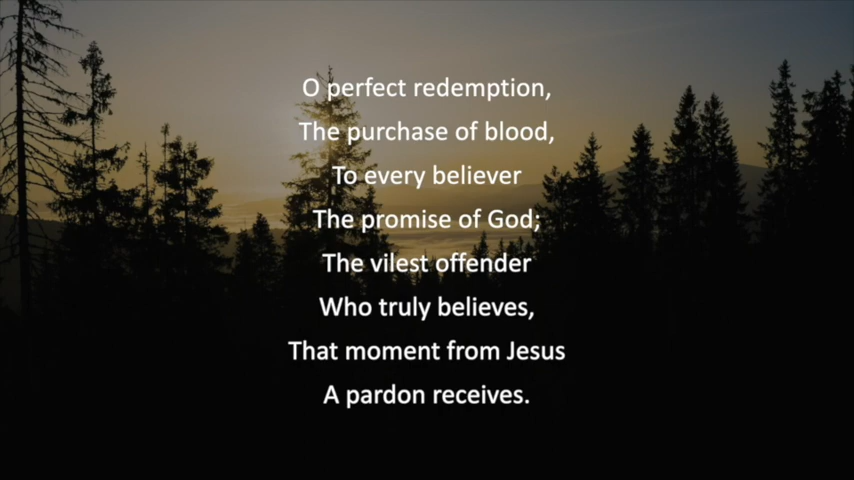 O perfect redemption,
The purchase of blood,
To every believer
The promise of God;
The vilest offender
Who truly believes,
That moment from Jesus
A pardon receives.